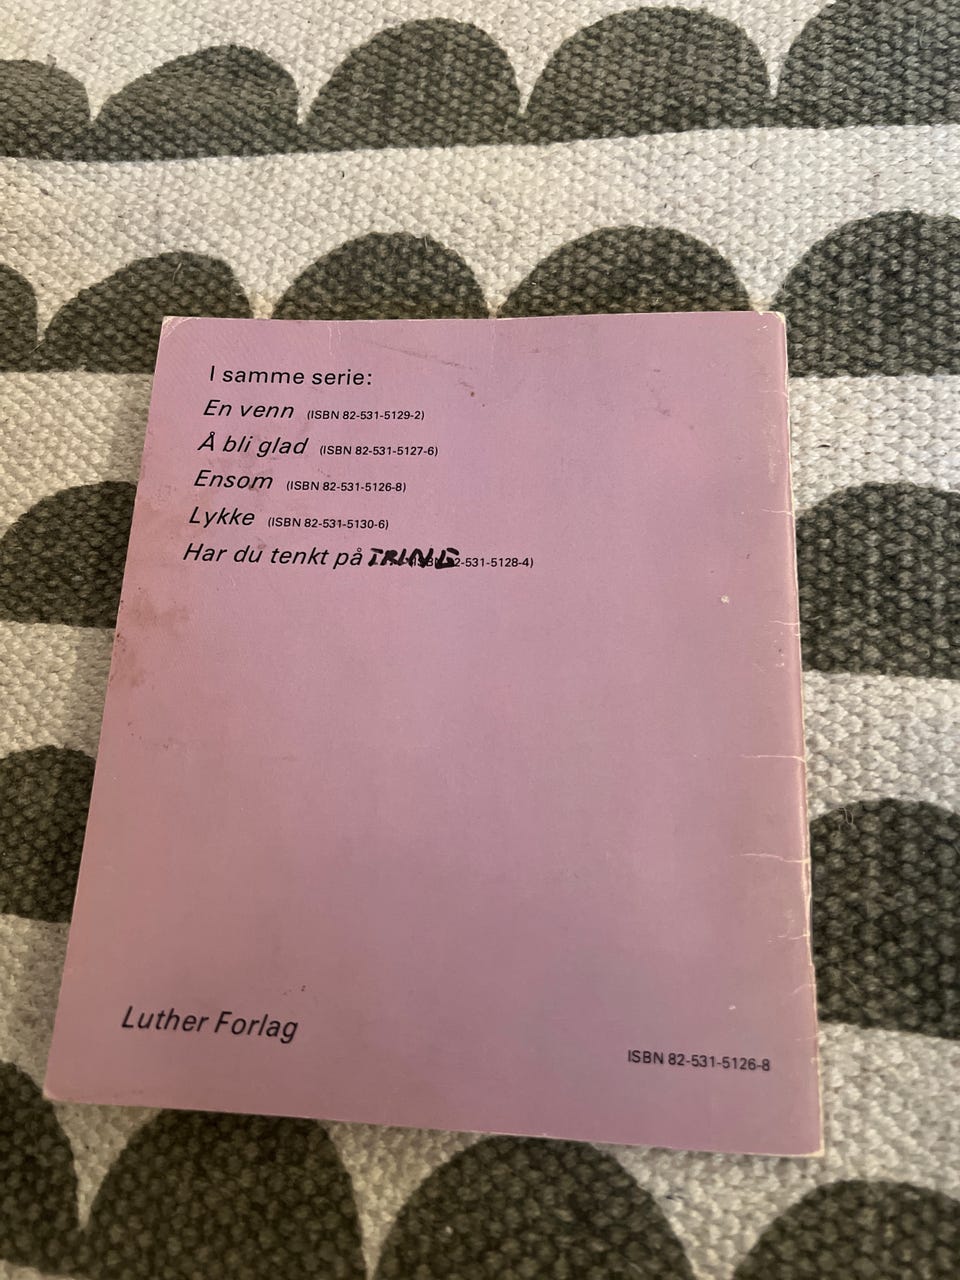 I samme serie:
En venn (ISBN 82-531-5129-2)
Å bli glad (ISBN 82-531-5127-6)
Ensom (ISBN 82-531-5126-8)
Lykke (ISBN 82-531-5130-6)
Har du tenkt på TRINE 2-531-5128-4)
Luther Forlag
ISBN 82-531-5126-8